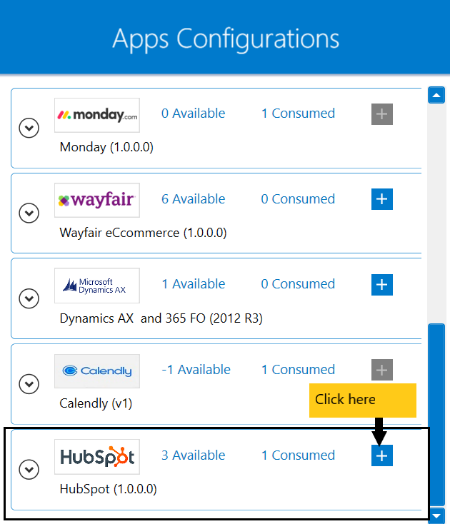 Apps Configurations
monday.com 0 Available 1 Consumed
Monday (1.0.0.0)
wayfair 6 Available 0 Consumed
Wayfair eCcommerce (1.0.0.0)
Microsoft
Dynamics AX 1 Available 0 Consumed
Dynamics AX and 365 FO (2012 R3)
Calendly -1 Available 1 Consumed
Calendly (v1)
Click here
HubSpot 3 Available 1 Consumed
HubSpot (1.0.0.0)